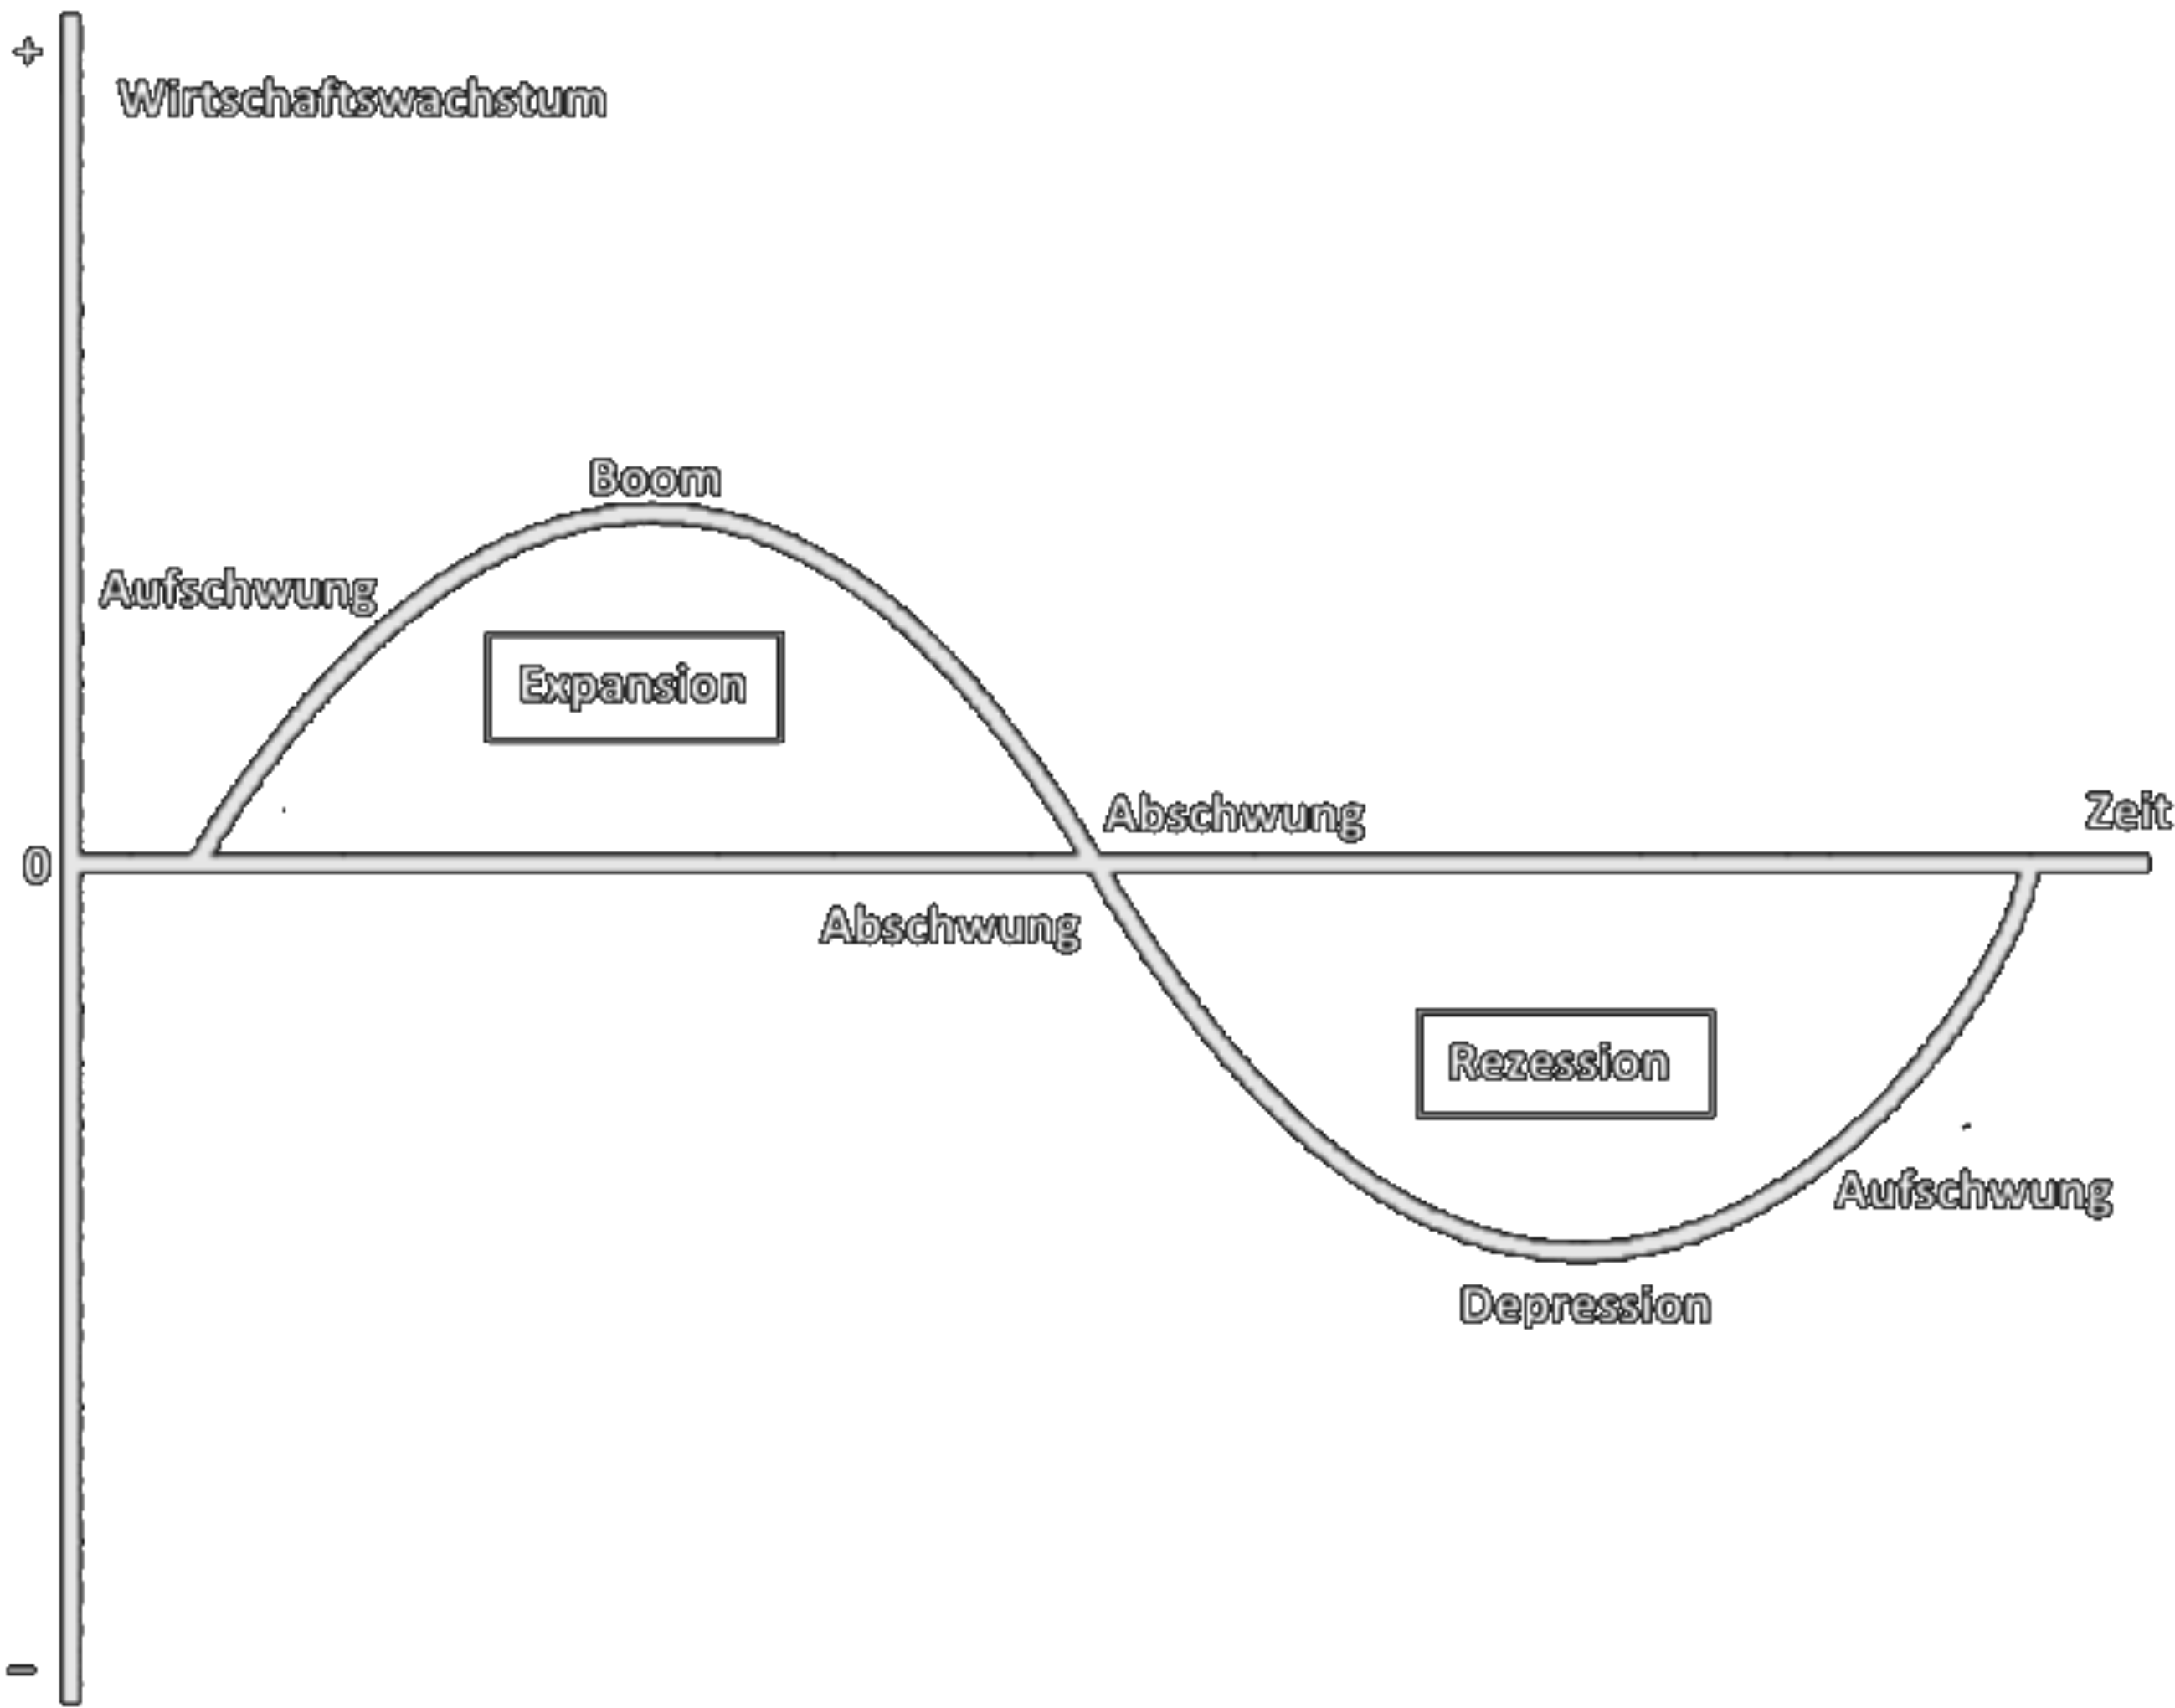 +
Wirtschaftswachstum
Boom
Aufschwung
Expansion
Abschwung
Zeit
0
Abschwung
Rezession
Aufschwung
Depression
-